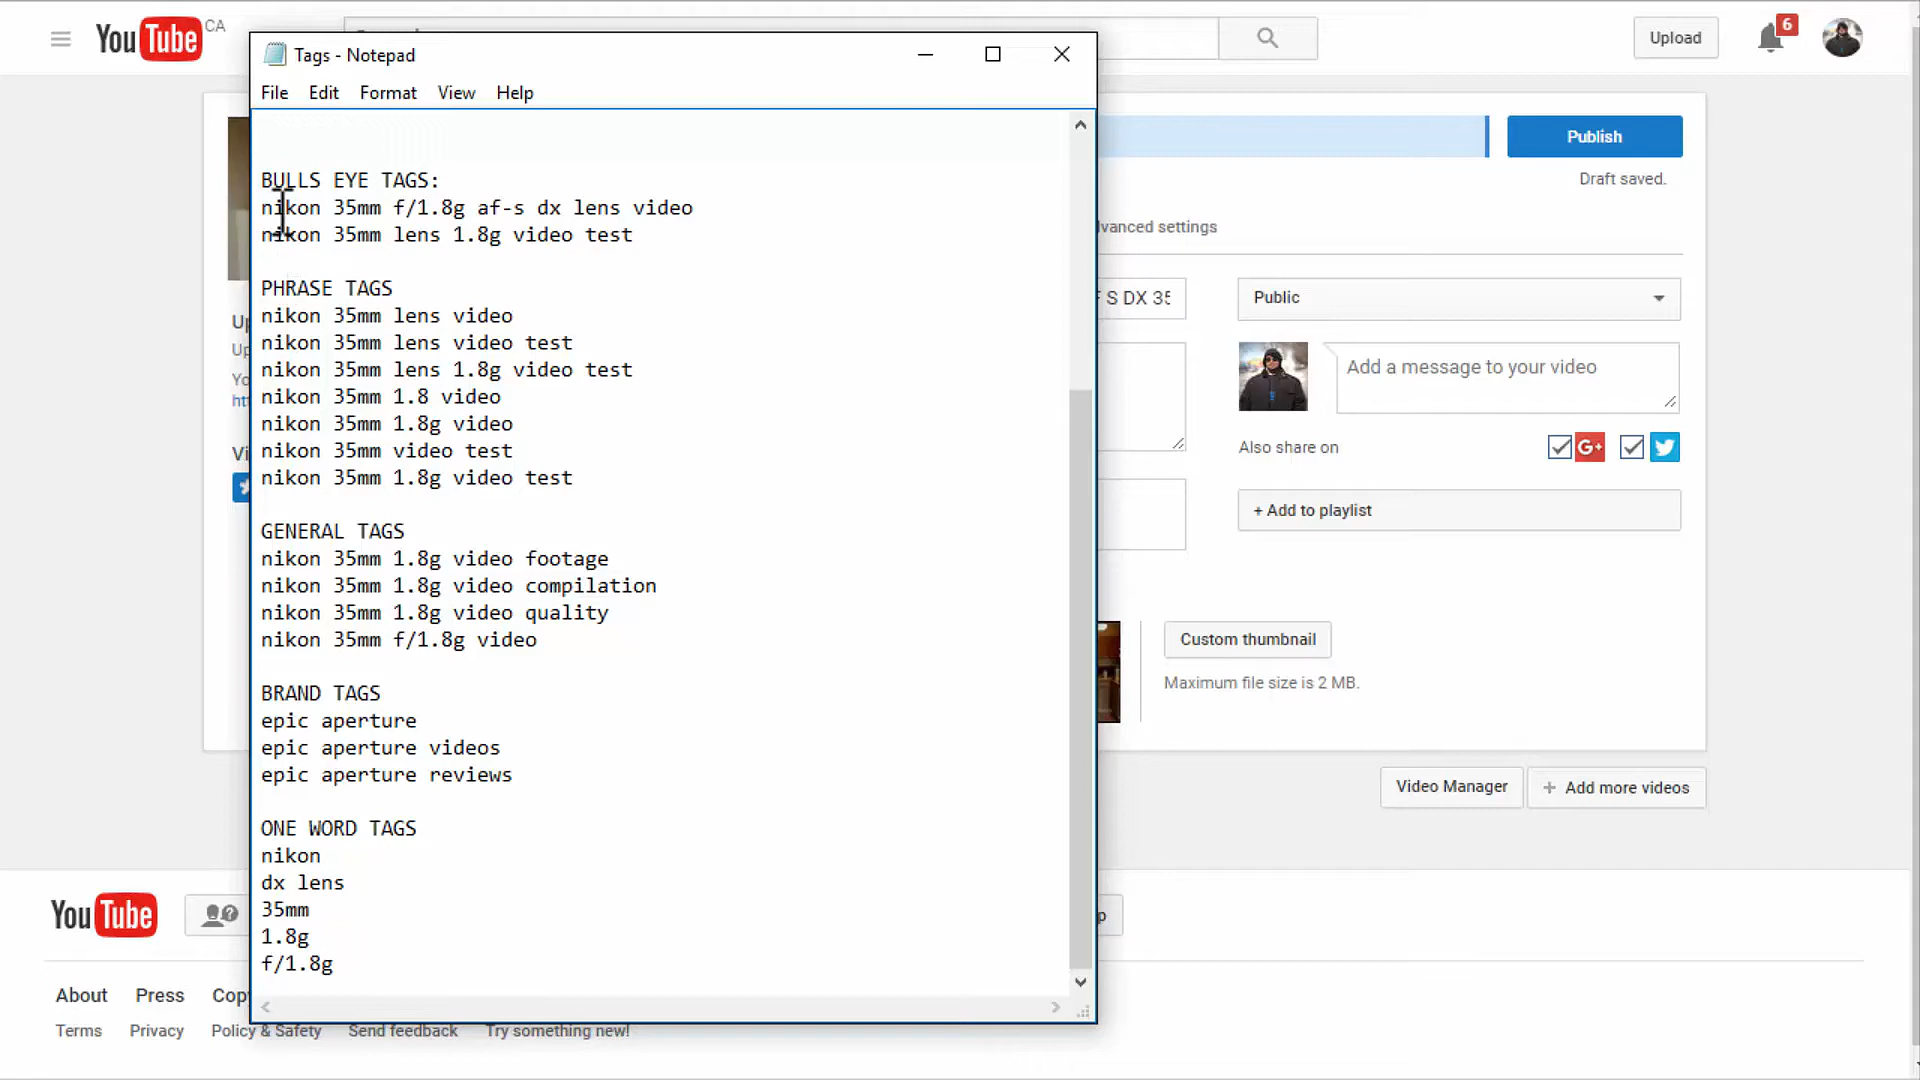 YouTube CA
Upload
6
Tags - Notepad
File Edit Format View Help
BULLS EYE TAGS:
nikon 35mm f/1.8g af-s dx lens video
nikon 35mm lens 1.8g video test
PHRASE TAGS
nikon 35mm lens video
nikon 35mm lens video test
nikon 35mm lens 1.8g video test
nikon 35mm 1.8 video
nikon 35mm 1.8g video
nikon 35mm video test
nikon 35mm 1.8g video test
GENERAL TAGS
nikon 35mm 1.8g video footage
nikon 35mm 1.8g video compilation
nikon 35mm 1.8g video quality
nikon 35mm f/1.8g video
BRAND TAGS
epic aperture
epic aperture videos
epic aperture reviews
ONE WORD TAGS
nikon
dx lens
35mm
1.8g
f/1.8g
Publish
Draft saved.
settings
S DX 35
Public
Add a message to your video
Also share on
G+
+ Add to playlist
Custom thumbnail
Maximum file size is 2 MB.
Video Manager
+ Add more videos
YouTube
About Press
Terms Privacy Policy & Safety Send feedback Try something new!